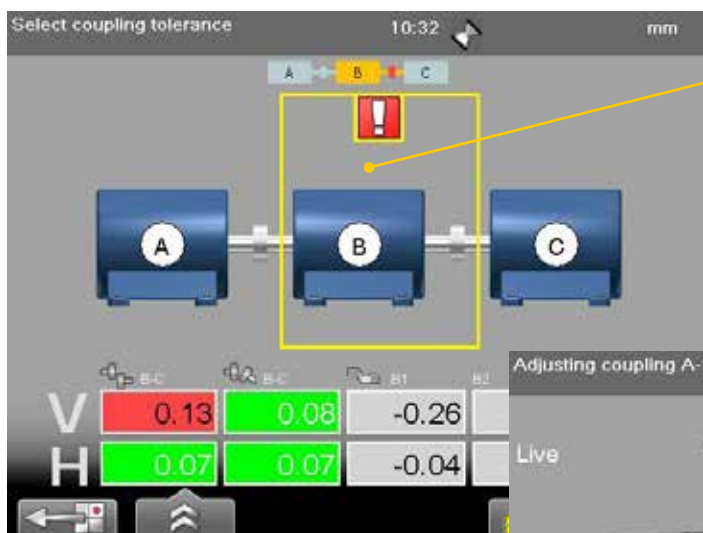 Select coupling tolerance 10:32 mm
A B C
!
A B C
B-C B-C B1 B2
V 0.13 0.08 -0.26
H 0.07 0.07 -0.04
Adjusting coupling A-
Live